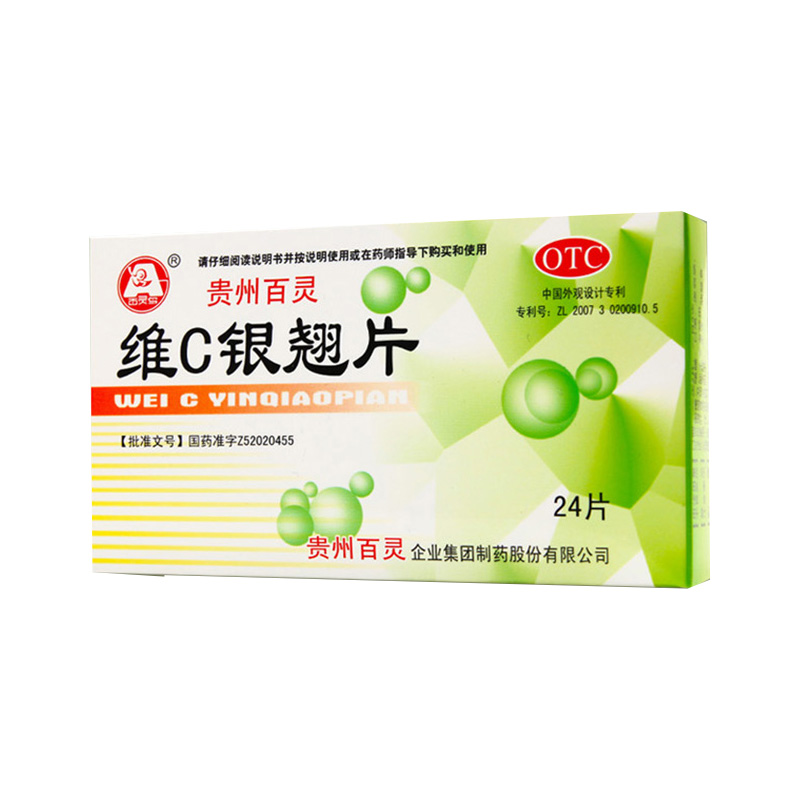 百灵鸟
®
请仔细阅读说明书并按说明使用或在药师指导下购买和使用
OTC
贵州百灵
中国外观设计专利
专利号: ZL 2007 3 0200910.5
维C银翘片
WEI C YINQIAOPIAN
【批准文号】国药准字Z52020455
24片
贵州百灵 企业集团制药股份有限公司